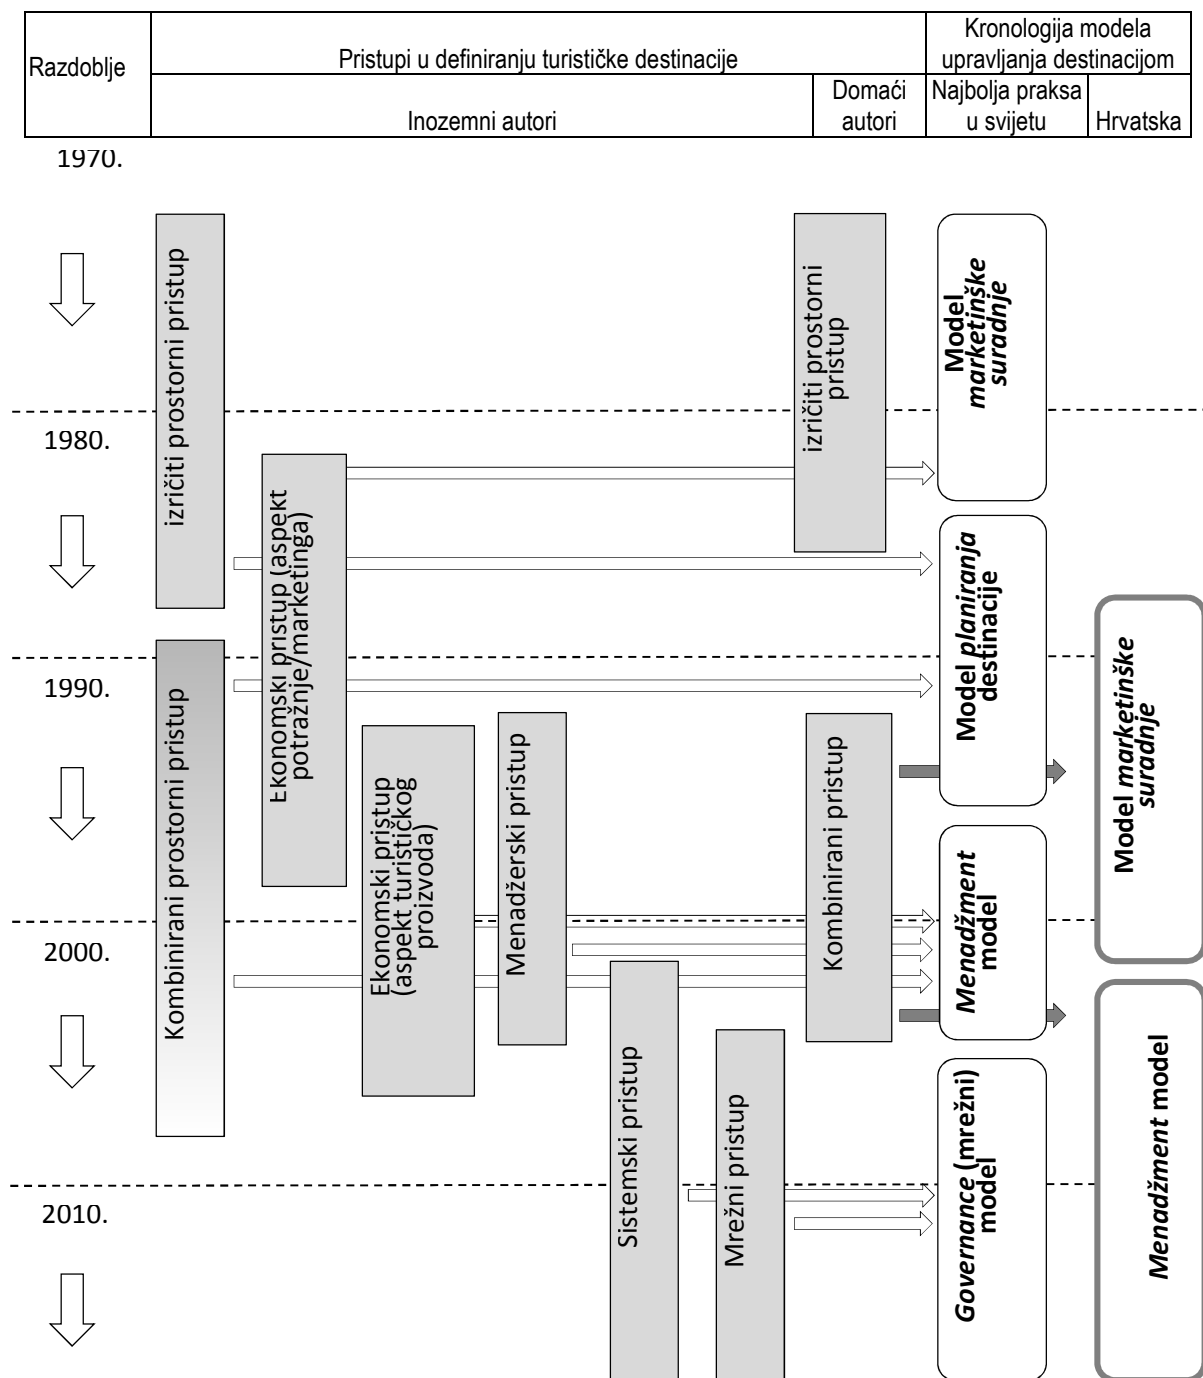 Razdoblje
Pristupi u definiranju turističke destinacije
Kronologija modela
upravljanja destinacijom
Inozemni autori
Domaći
autori
Najbolja praksa
u svijetu
Hrvatska
1970.
izričiti prostorni pristup
izričiti prostorni
pristup
Model
marketinške
suradnje
1980.
Ekonomski pristup (aspekt
potražnje/marketinga)
Model planiranja
destinacije
Model marketinške
suradnje
1990.
Kombinirani prostorni pristup
Ekonomski pristup
(aspekt turističkog
proizvoda)
Menadžerski pristup
Kombinirani pristup
Menadžment
model
2000.
Sistemski pristup
Mrežni pristup
Governance (mrežni)
model
Menadžment model
2010.